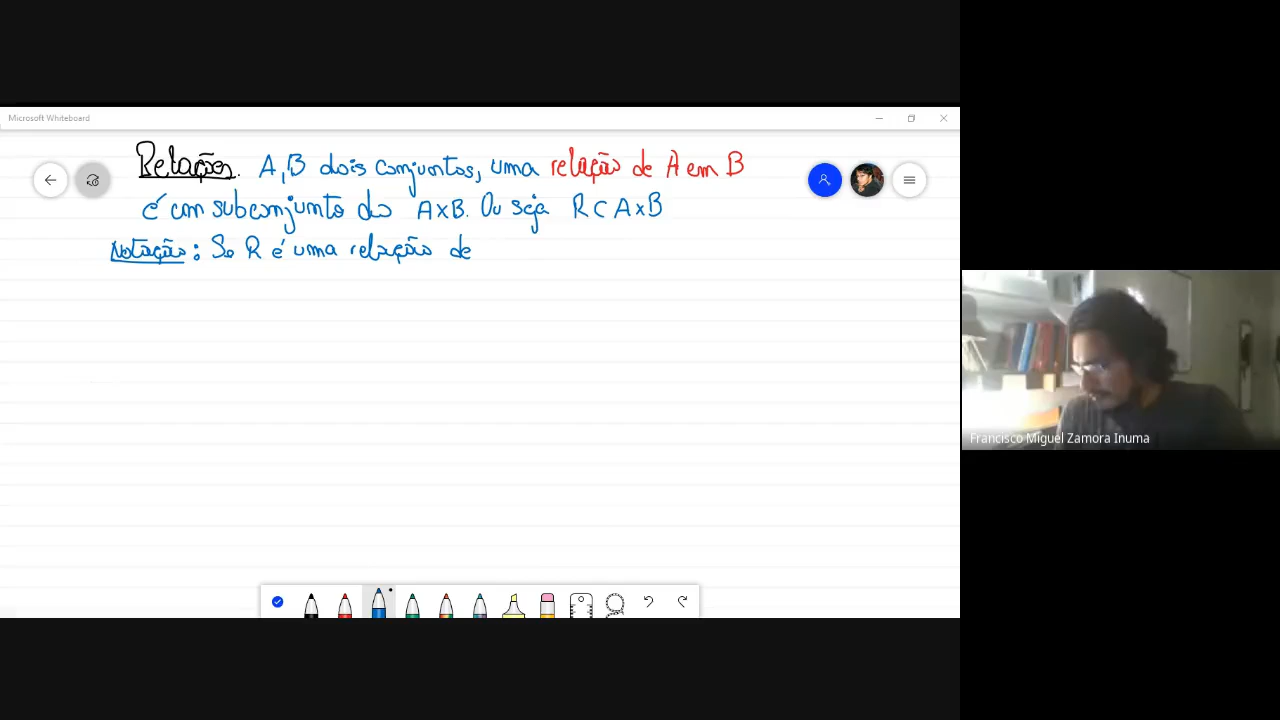 Microsoft Whiteboard
Relações. A,B dois conjuntos, uma relação de A em B
é um subconjunto do AxB. Ou seja R ⊂ A x B
Notação: Se R é uma relação de
Francisco Miguel Zamora Inuma